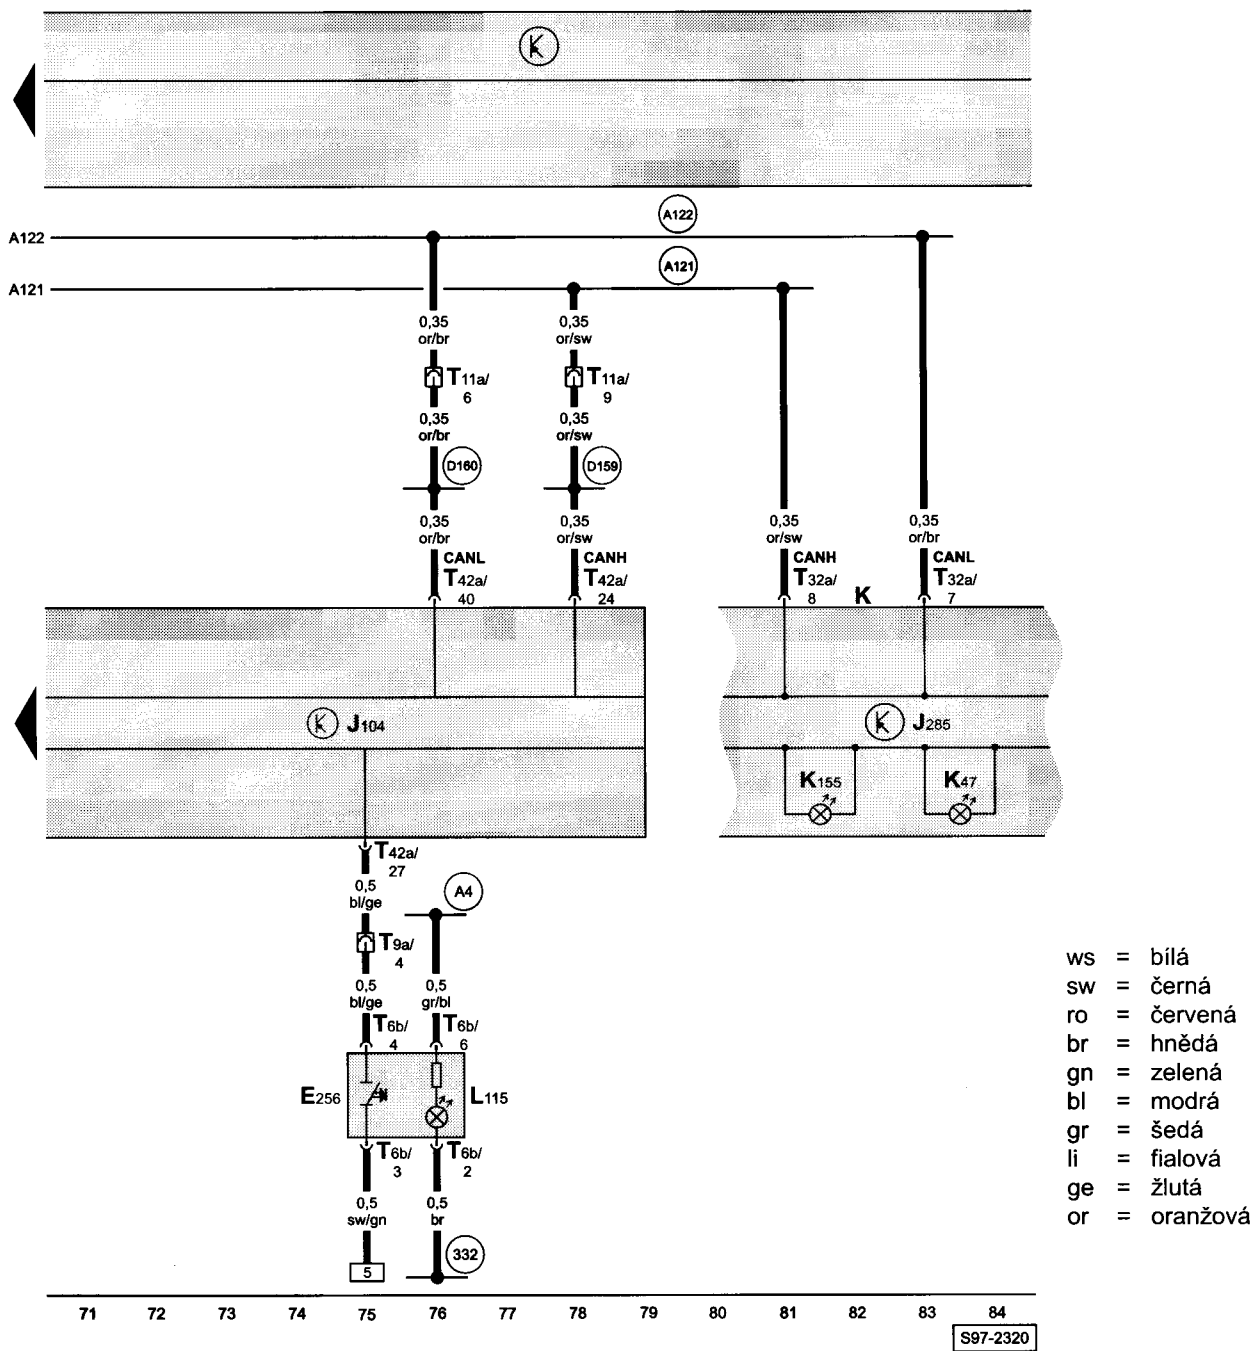 A122
A122
A121
A121
0,35 0,35
or/br or/sw
T11a/ T11a/
6 9
0,35 0,35
or/br or/sw
D160 D159
0,35 0,35 0,35 0,35
or/br or/sw or/sw or/br
CANL CANH CANH CANL
T42a/ T42a/ T32a/ T32a/
40 24 8 K 7
J104 J285
K155 K47
T42a/
27
0,5 A4
bl/ge
T9a/
4
0,5 0,5
bl/ge gr/bl
T6b/ T6b/
4 6
E256 L115
T6b/ T6b/
3 2
0,5 0,5
sw/gn br
332
5
71 72 73 74 75 76 77 78 79 80 81 82 83 84
S97-2320
ws = bílá
sw = černá
ro = červená
br = hnědá
gn = zelená
bl = modrá
gr = šedá
li = fialová
ge = žlutá
or = oranžová